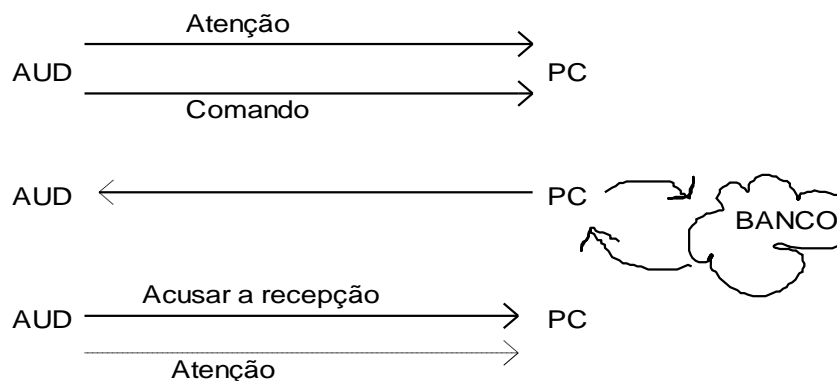 Atenção
AUD PC
Comando
AUD PC
BANCO
Acusar a recepção
AUD PC
Atenção